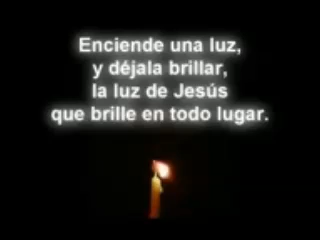 Enciende una luz,
y déjala brillar,
la luz de Jesús
que brille en todo lugar.